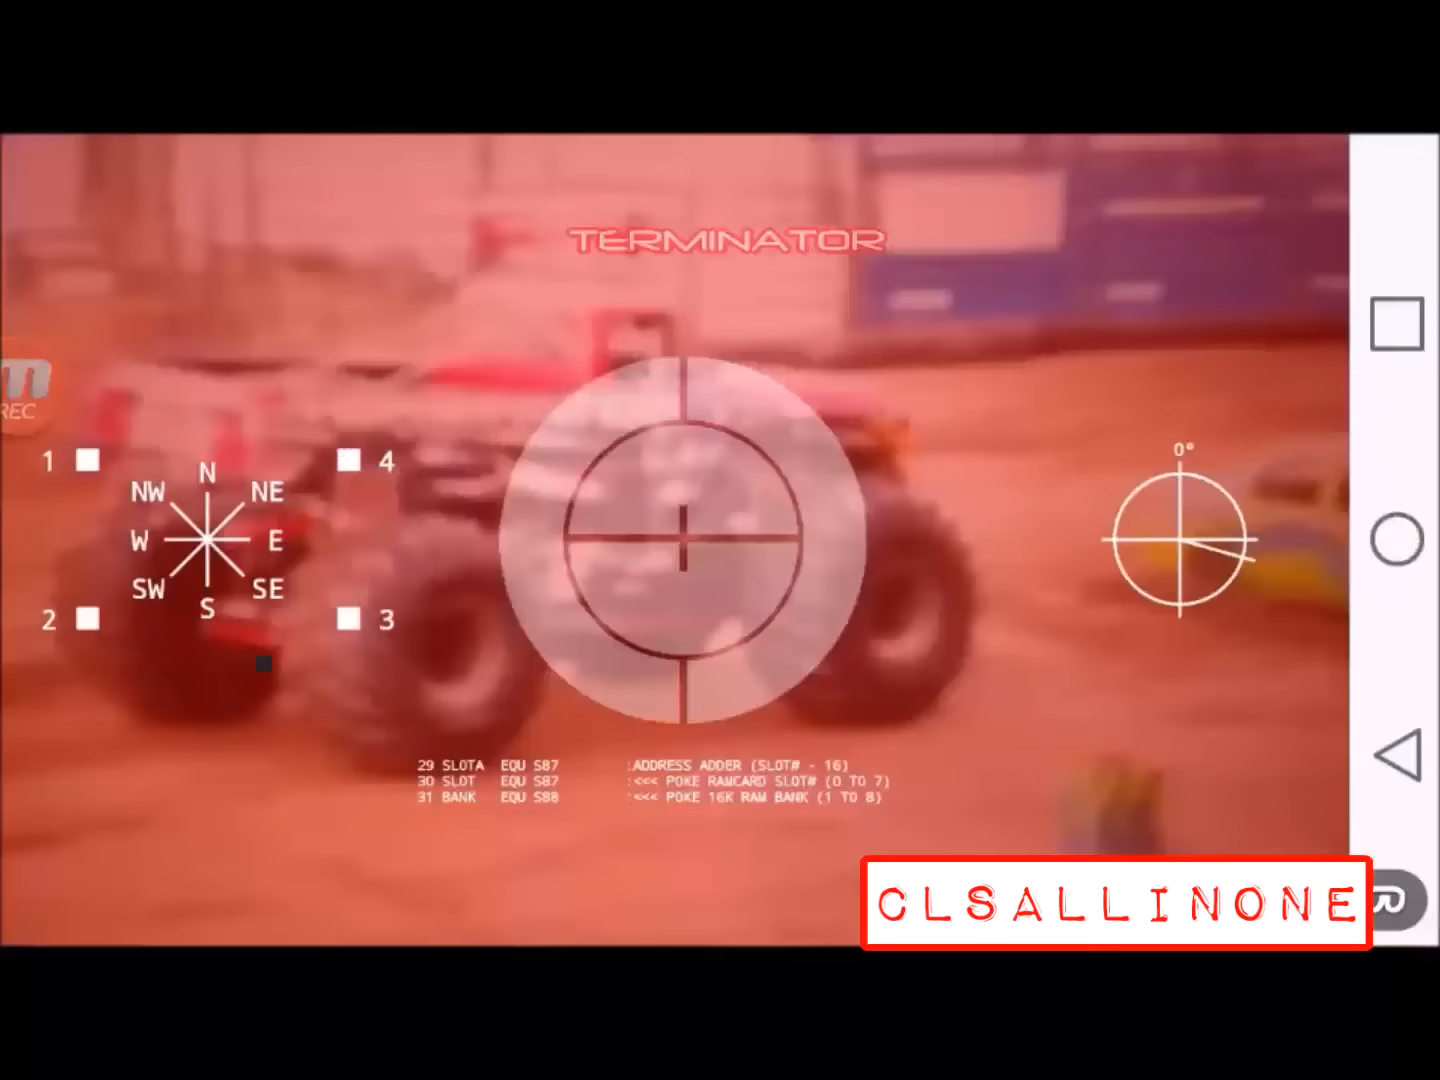 TERMINATOR
REC
1
4
N
NW
NE
W
E
SW
SE
S
2
3
0°
29 SLOTA EQU $87 :ADDRESS ADDER (SLOT# - 16)
30 SLOT EQU $87 :<<< POKE RAMCARD SLOT# (0 TO 7)
31 BANK EQU $88 :<<< POKE 16K RAM BANK (1 TO 8)
CLSALLINONE